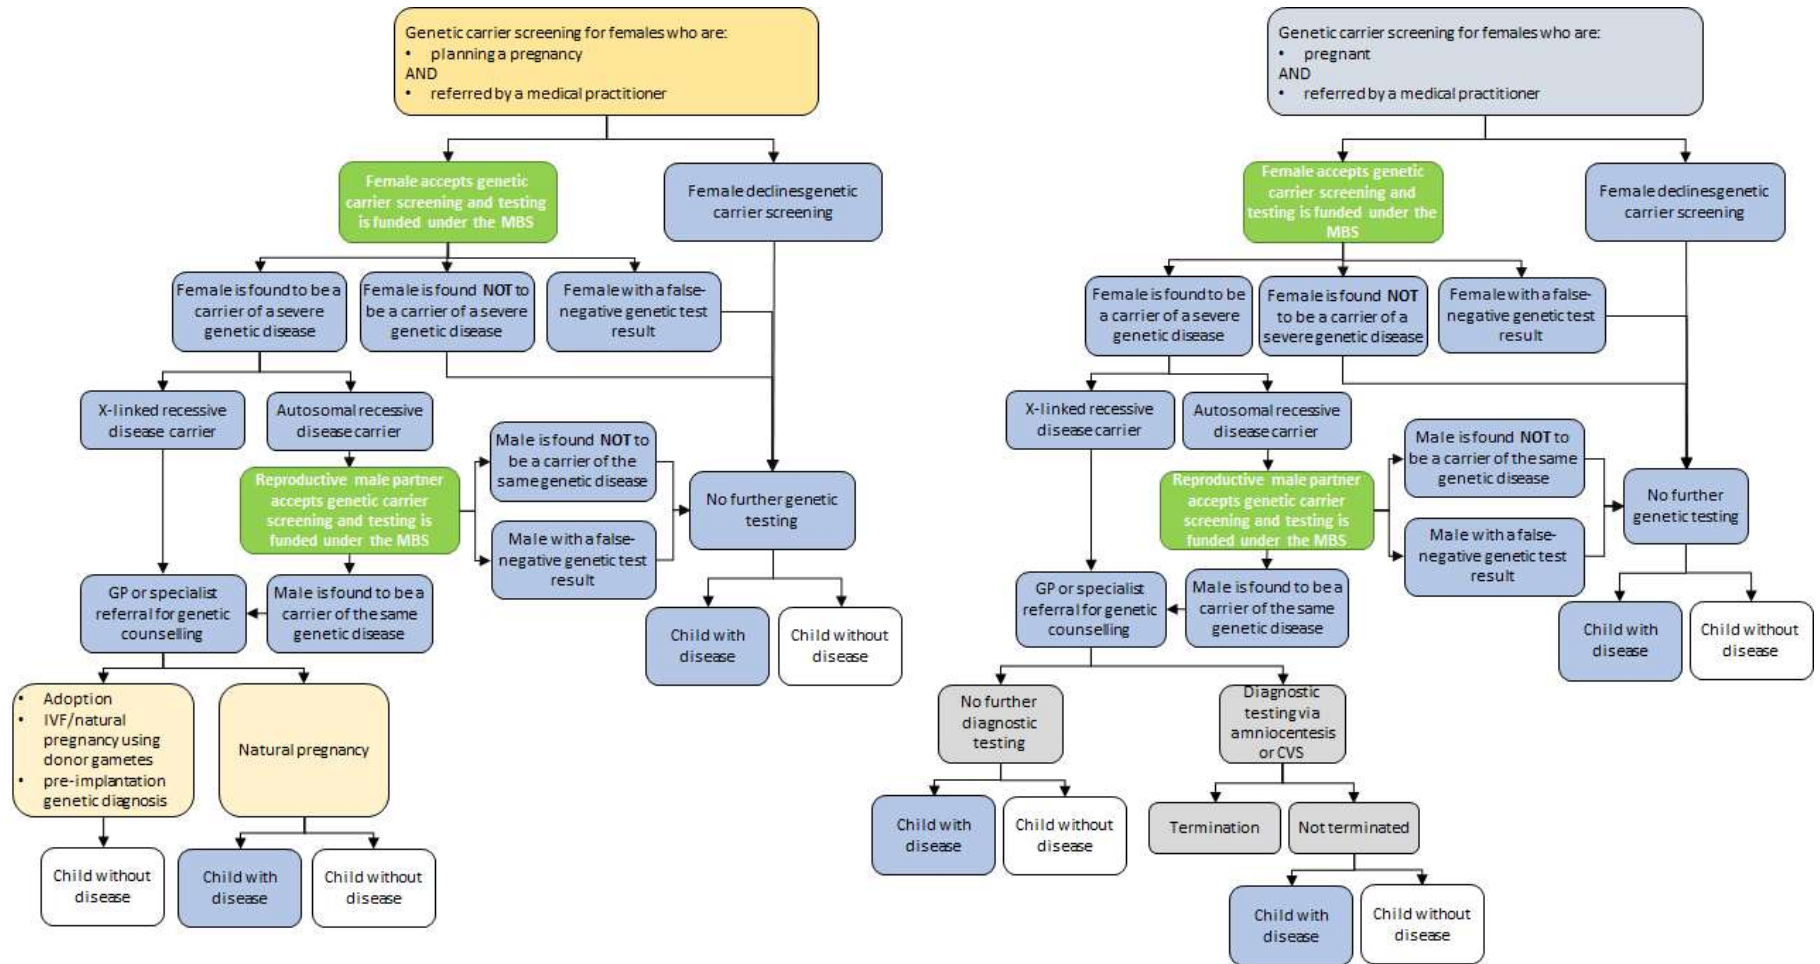 Genetic carrier screening for females who are:
• planning a pregnancy
AND
• referred by a medical practitioner
Female accepts genetic
carrier screening and testing
is funded under the MBS
Female declinesgenetic
carrier screening
Female is found to be a
carrier of a severe
genetic disease
Female is found NOT to
be a carrier of a severe
genetic disease
Female with a false-
negative genetic test
result
X-linked recessive
disease carrier
Autosomal recessive
disease carrier
Reproductive male partner
accepts genetic carrier
screening and testing is
funded under the MBS
Male is found NOT to
be a carrier of the
same genetic disease
Male with a false-
negative genetic test
result
No further genetic
testing
GP or specialist
referral for genetic
counselling
Male is found to be a
carrier of the same
genetic disease
Child with
disease
Child without
disease
• Adoption
• IVF/natural
pregnancy using
donor gametes
• pre-implantation
genetic diagnosis
Natural pregnancy
Child without
disease
Child with
disease
Child without
disease
Genetic carrier screening for females who are:
• pregnant
AND
• referred by a medical practitioner
Female accepts genetic
carrier screening and
testing is funded under the
MBS
Female declinesgenetic
carrier screening
Female is found to be
a carrier of a severe
genetic disease
Female is found NOT
to be a carrier of a
severe genetic disease
Female with a false-
negative genetic test
result
X-linked recessive
disease carrier
Autosomal recessive
disease carrier
Reproductive male partner
accepts genetic carrier
screening and testing is
funded under the MBS
Male is found NOT to
be a carrier of the same
genetic disease
Male with a false-
negative genetic test
result
No further
genetic testing
GP or specialist
referral for genetic
counselling
Male is found to be a
carrier of the same
genetic disease
Child with
disease
Child without
disease
No further
diagnostic
testing
Diagnostic
testing via
amniocentesis
or CVS
Child with
disease
Child without
disease
Termination
Not terminated
Child with
disease
Child without
disease